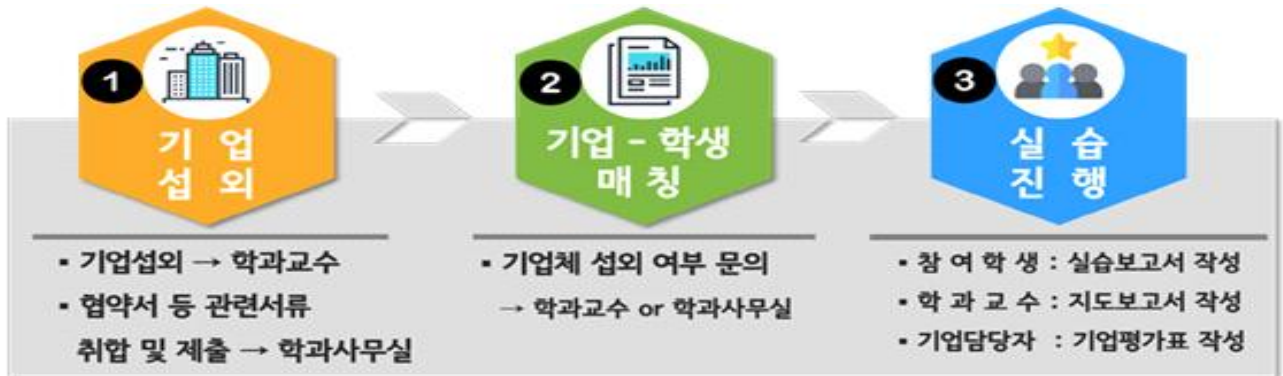 1
기 업
섭 외
▪ 기업섭외 → 학과교수
▪ 협약서 등 관련서류
취합 및 제출 → 학과사무실
2
기업 - 학생
매 칭
▪ 기업체 섭외 여부 문의
→ 학과교수 or 학과사무실
3
실 습
진 행
▪ 참 여 학 생 : 실습보고서 작성
▪ 학 과 교 수 : 지도보고서 작성
▪ 기업담당자 : 기업평가표 작성